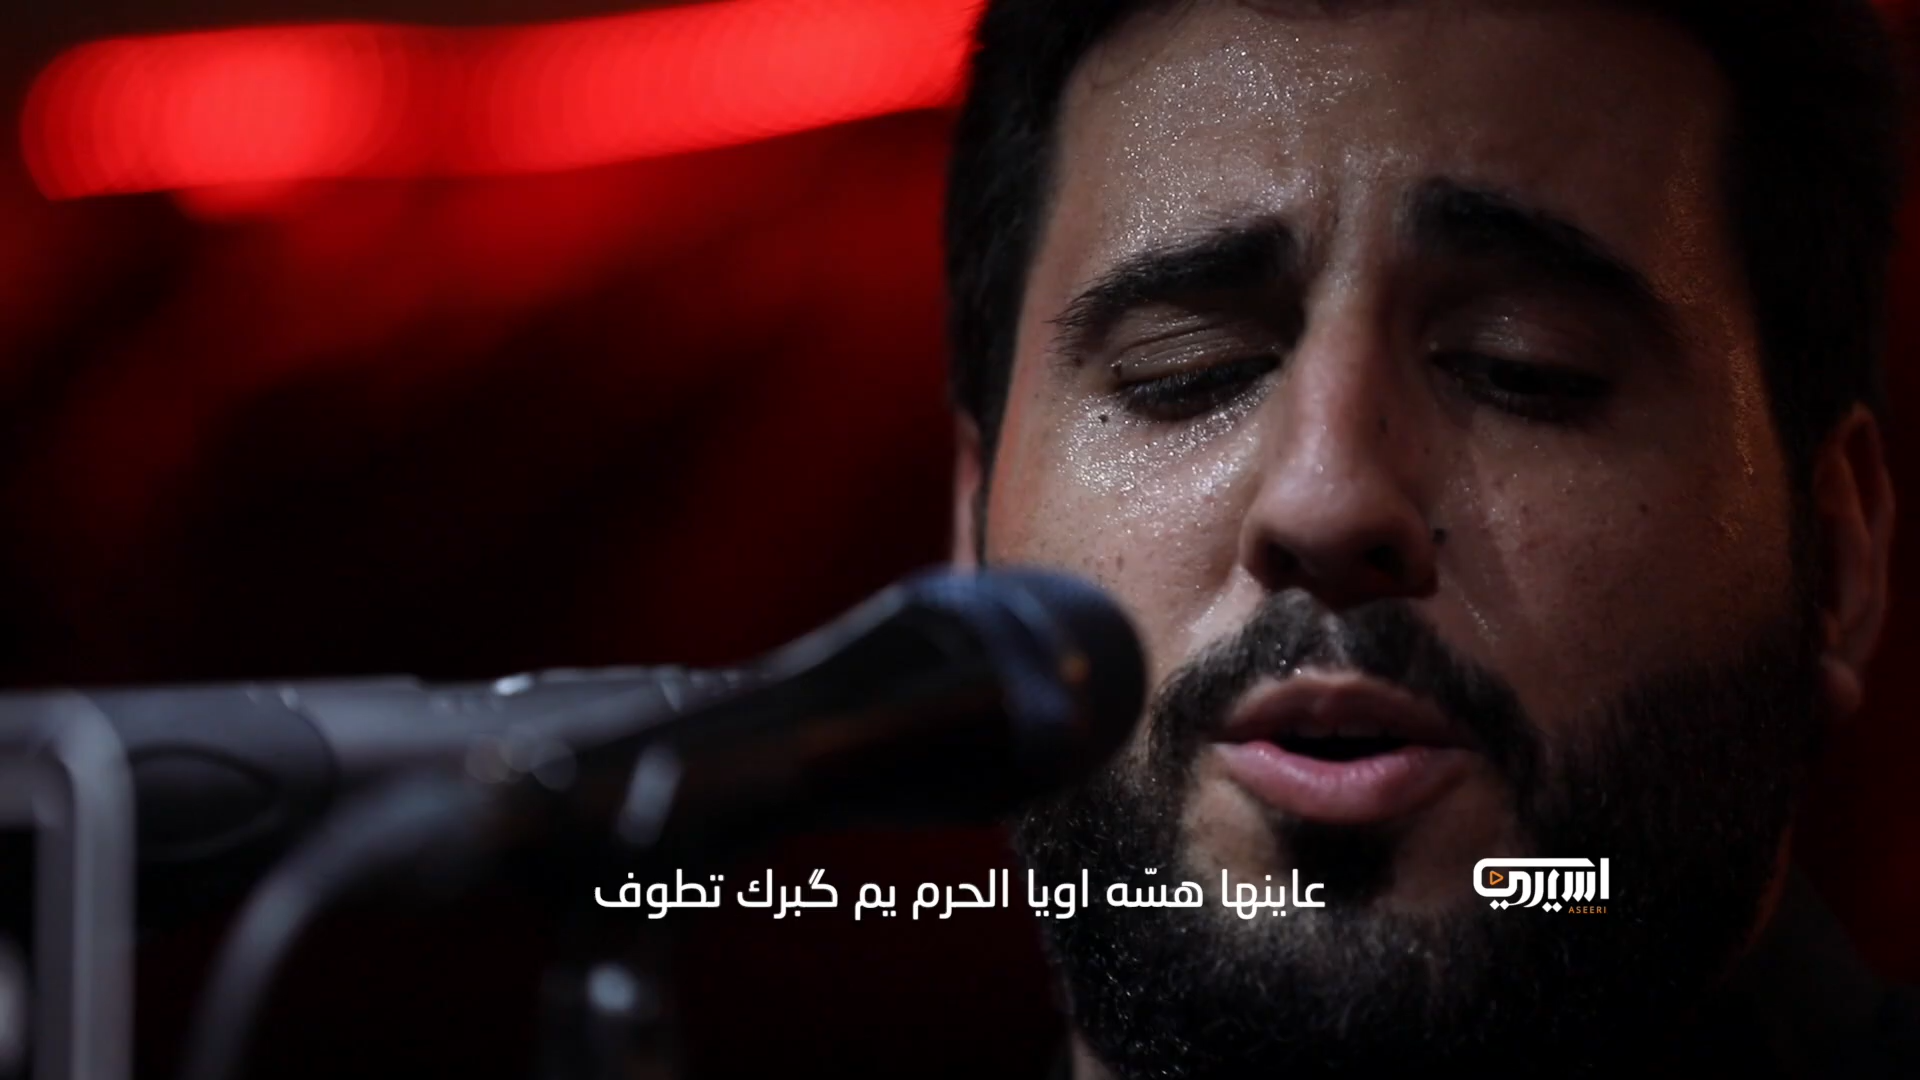 عاينها هسّه اويا الحرم يم گبرك تطوف
اسيري
ASEERI